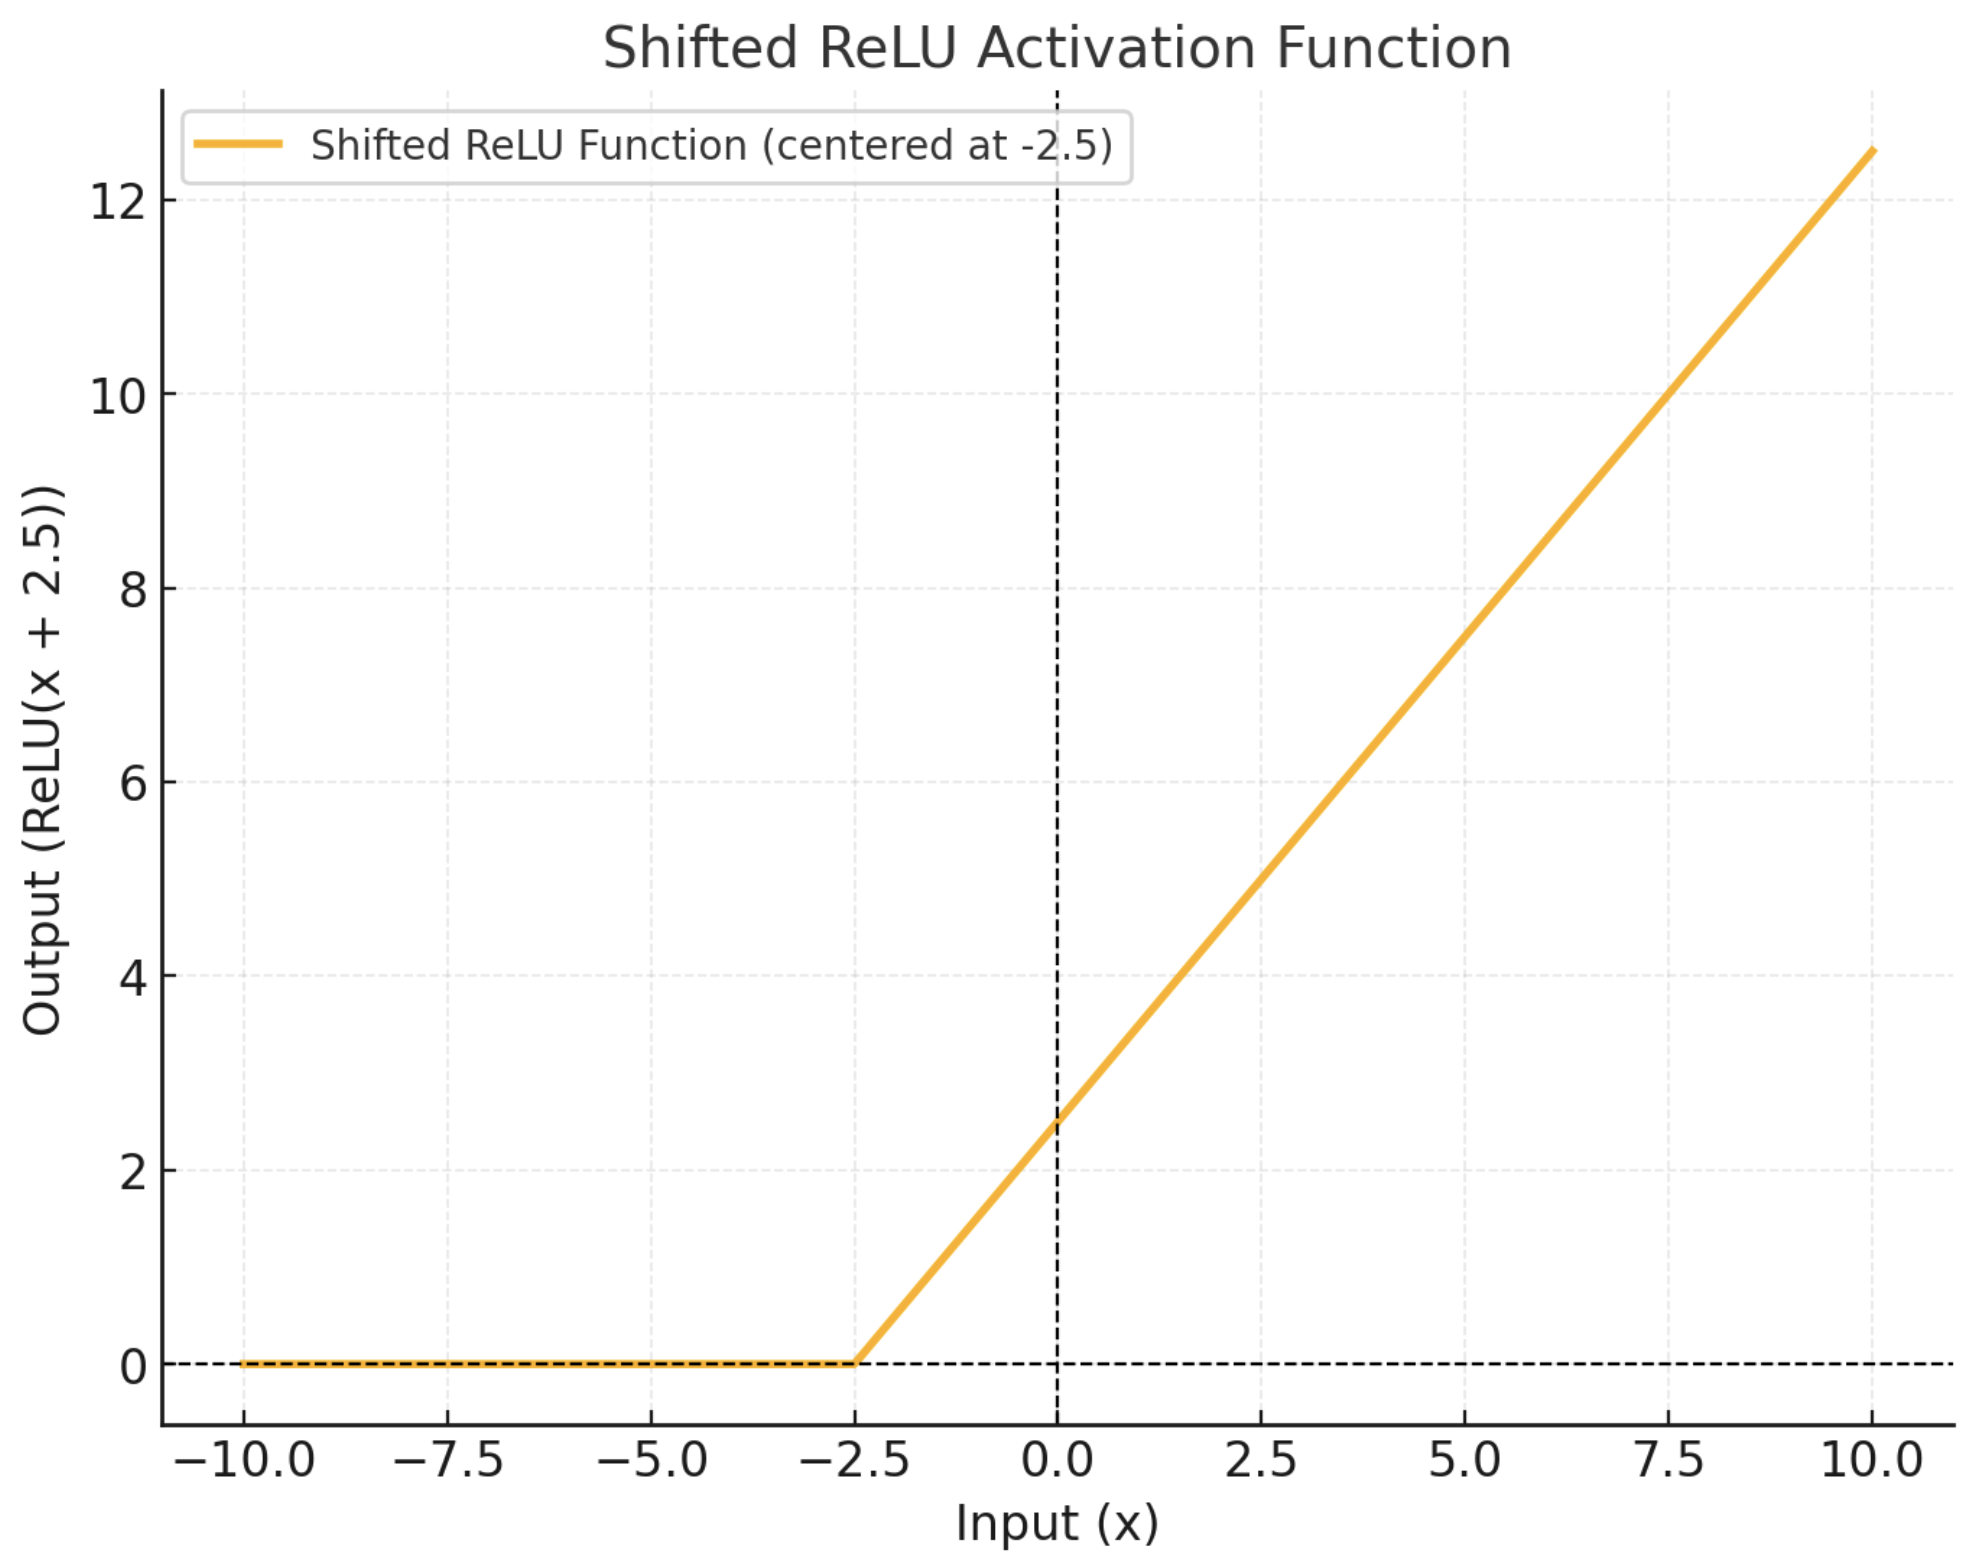 Shifted ReLU Activation Function
Shifted ReLU Function (centered at -2.5)
Output (ReLU(x + 2.5))
12
10
8
6
4
2
0
−10.0 −7.5 −5.0 −2.5 0.0 2.5 5.0 7.5 10.0
Input (x)